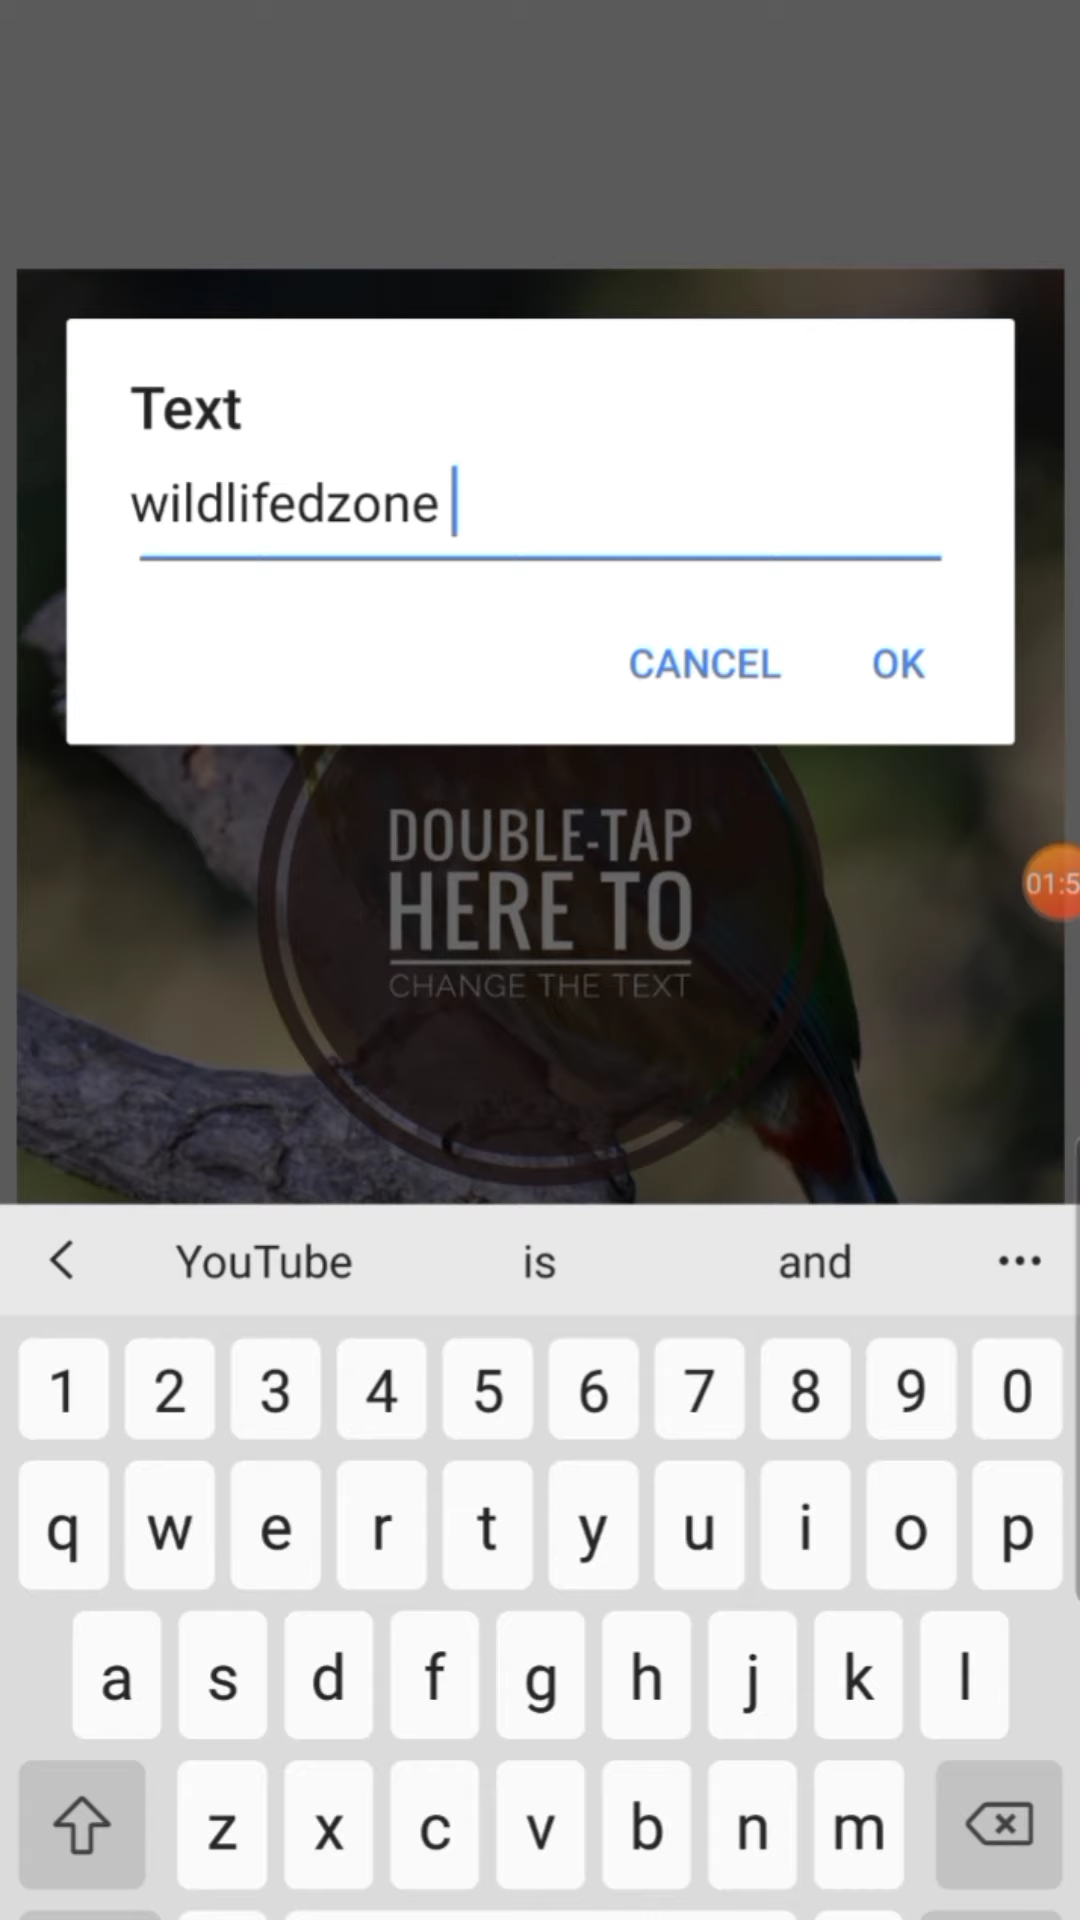 Text
wildlifedzone
CANCEL OK
DOUBLE-TAP
HERE TO
CHANGE THE TEXT
01:5
YouTube is and •••
1 2 3 4 5 6 7 8 9 0
q w e r t y u i o p
a s d f g h j k l
z x c v b n m